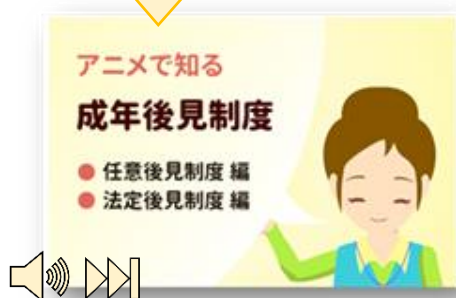 アニメで知る
成年後見制度
● 任意後見制度 編
● 法定後見制度 編